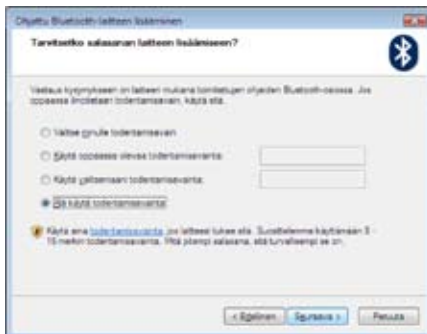 Ohjattu Bluetooth-laitteen lisääminen
Tarvitsetko salasanan laitteen lisäämiseen?
Vastaus kysymykseen on laitteen mukana toimitettujen ohjeiden Bluetooth-osiossa. Jos
oppaassa ilmoitetaan todentamisavain, käytä sitä.
Valitse minulle todentamisavain
Käytä oppaassa olevaa todentamisavainta:
Käytä valitsemaani todentamisavainta:
Älä käytä todentamisavainta
Käytä aina todentamisavainta, jos laitteesi tukee sitä. Suosittelemme käyttämään 8 -
16 merkin todentamisavainta. Mitä pitempi salasana, sitä turvallisempi se on.
< Edellinen
Seuraava >
Peruuta